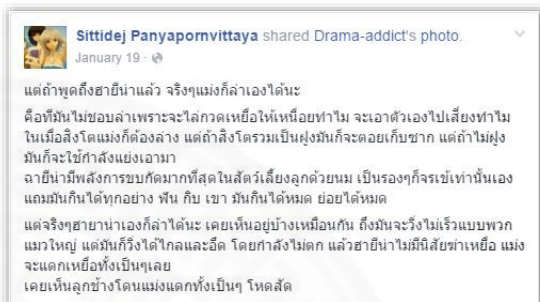 Sittidej Panyapornvittaya shared Drama-addict's photo.
January 19 ·
แต่ถ้าพูดถึงฮายีน่าแล้ว จริงๆแม่งก็ล่าเองได้นะ
คือที่มันไม่ชอบล่าเพราะจะไล่กวดเหยื่อให้เหนื่อยทำไม จะเอาตัวเองไปเสี่ยงทำไม
ในเมื่อสิงโตแม่งก็ต้องล่าง แต่ถ้าสิงโตรวมเป็นฝูงมันก็จะตอยเก็บซาก แต่ถ้าไม่ฝูง
มันก็จะใช้กำลังแย่งเอามา
ฉายีน่ามีพลังการขบกัดมากที่สุดในสัตว์เลี้ยงลูกด้วยนม เป็นรองๆก็จรเข้เท่านั้นเอง
แถมมันกินได้ทุกอย่าง ฟัน กีบ เขา มันกินได้หมด ย่อยได้หมด
แต่จริงๆฮายาน่าเองก็ล่าได้นะ เคยเห็นอยู่บ้างเหมือนกัน ถึงมันจะวิ่งไม่เร็วแบบพวก
แมวใหญ่ แต่มันก็วิ่งได้ไกลและอึด โดยกำลังไม่ตก แล้วฮายีน่าไม่มีนิสัยฆ่าเหยื่อ แม่ง
จะแดกเหยื่อทั้งเป็นๆเลย
เคยเห็นลูกช้างโดนแม่งแดกทั้งเป็นๆ โหดสัด